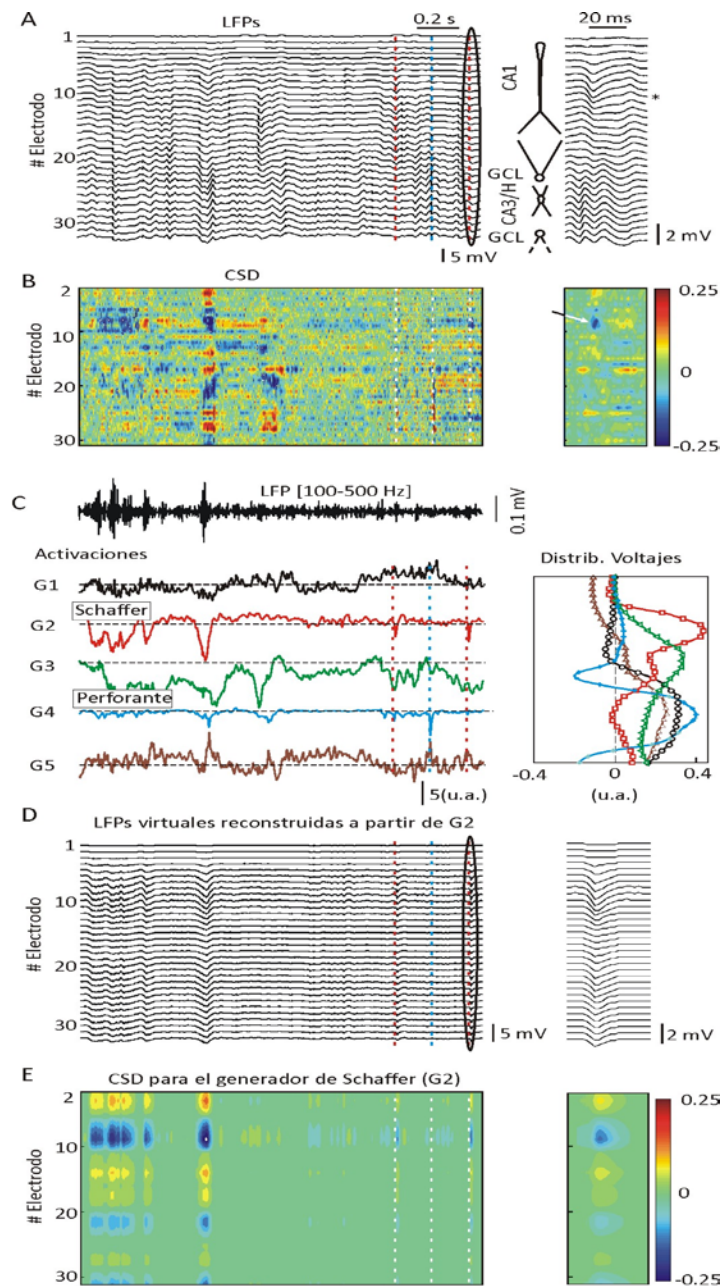 A
LFPs
0.2 s
20 ms
1
10
20
30
# Electrodo
CA1
GCL
CA3/H
GCL
*
5 mV
2 mV
B
CSD
2
10
20
30
# Electrodo
0.25
0
-0.25
C
LFP [100-500 Hz]
0.1 mV
Activaciones
Distrib. Voltajes
G1
Schaffer
G2
G3
Perforante
G4
G5
5(u.a.)
-0.4
0
0.4
(u.a.)
D
LFPs virtuales reconstruidas a partir de G2
1
10
20
30
# Electrodo
5 mV
2 mV
E
CSD para el generador de Schaffer (G2)
2
10
20
30
# Electrodo
0.25
0
-0.25